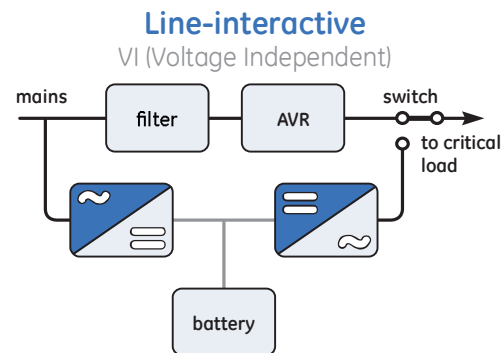 Line-interactive
VI (Voltage Independent)
mains
switch
filter
AVR
to critical
load
battery